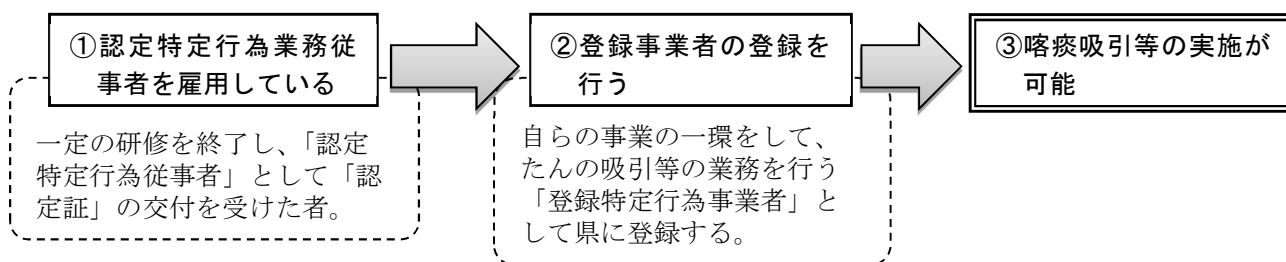 ①認定特定行為業務従
事者を雇用している
一定の研修を終了し、「認定
特定行為従事者」として「認
定証」の交付を受けた者。
②登録事業者の登録を
行う
自らの事業の一環をして、
たんの吸引等の業務を行う
「登録特定行為事業者」と
して県に登録する。
③喀痰吸引等の実施が
可能